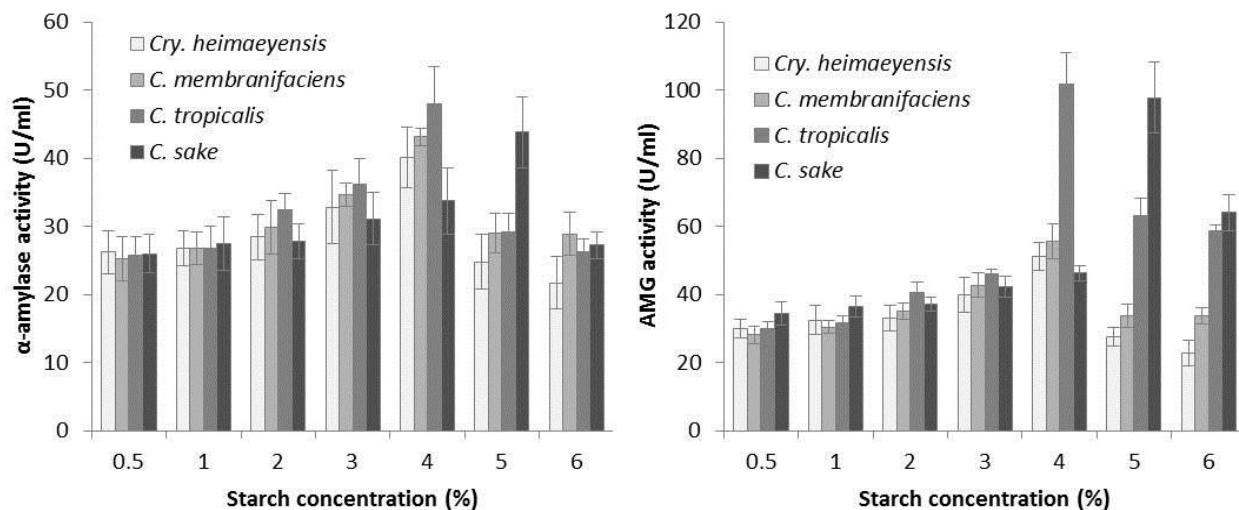 60
50
40
30
20
10
0
α-amylase activity (U/ml)
Cry. heimaeyensis
C. membranifaciens
C. tropicalis
C. sake
0.5 1 2 3 4 5 6
Starch concentration (%)
120
100
80
60
40
20
0
AMG activity (U/ml)
Cry. heimaeyensis
C. membranifaciens
C. tropicalis
C. sake
0.5 1 2 3 4 5 6
Starch concentration (%)